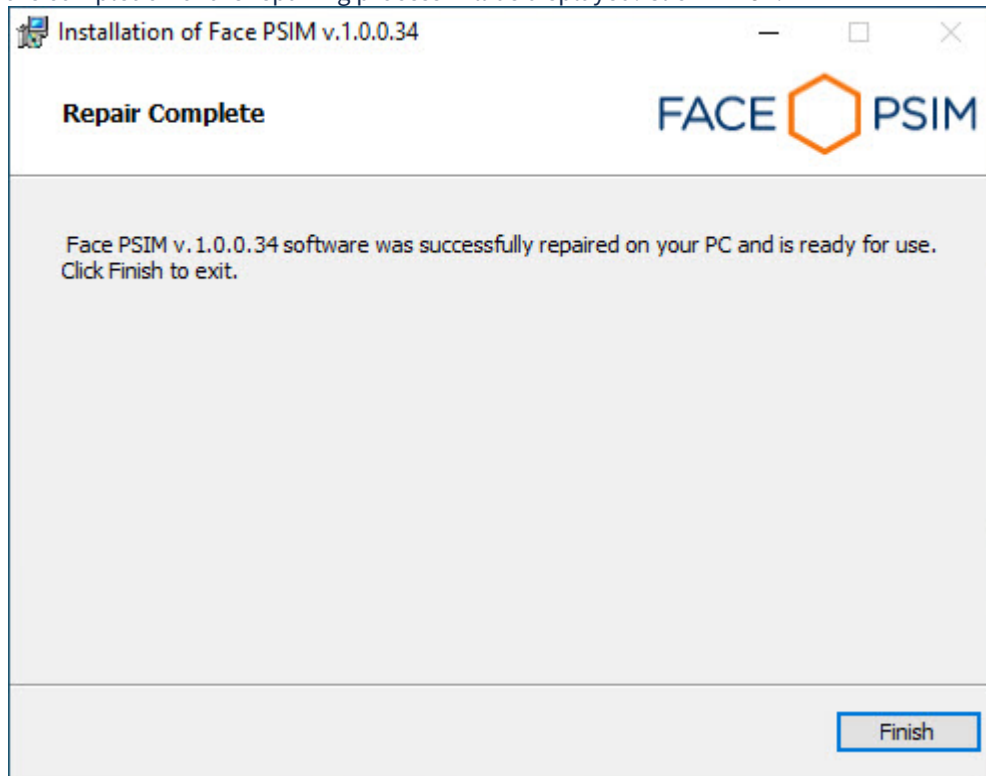 Installation of Face PSIM v.1.0.0.34
Repair Complete
FACE PSIM
Face PSIM v. 1.0.0.34 software was successfully repaired on your PC and is ready for use.
Click Finish to exit.
Finish